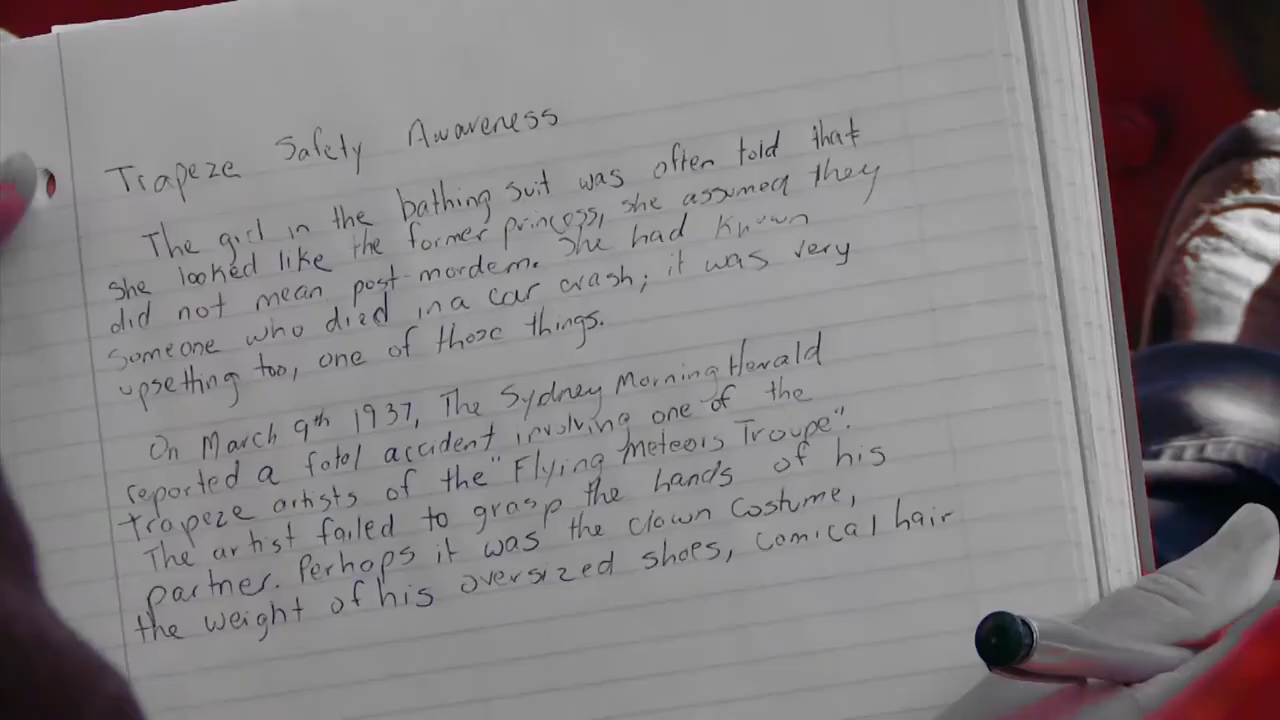 Trapeze Safety Awareness
The girl in the bathing suit was often told that
she looked like the former princess, she assumed they
did not mean post-mordem. She had known
someone who died in a car crash; it was very
upsetting too, one of those things.
On March 9th 1937, The Sydney Morning Herald
reported a fatal accident involving one of the
trapeze artists of the "Flying Meteors Troupe".
The artist failed to grasp the hands of his
partner. Perhaps it was the clown costume,
the weight of his oversized shoes, comical hair